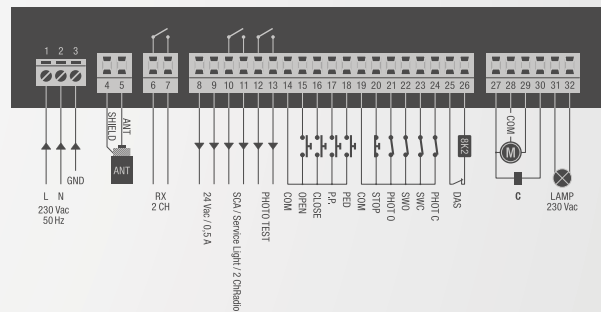 1 2 3
4 5
6 7
8 9 10 11 12 13 14 15 16 17 18 19 20 21 22 23 24 25 26
27 28 29 30 31 32
L N GND
230 Vac
50 Hz
SHIELD
ANT
ANT
RX
2 CH
24 Vac / 0,5 A
SCA / Service Light / 2 ChRadio
PHOTO TEST
COM
OPEN
CLOSE
P.P.
PED
COM
STOP
PHOT O
SWO
SWC
PHOT C
DAS
8K2
COM
M
C
LAMP
230 Vac